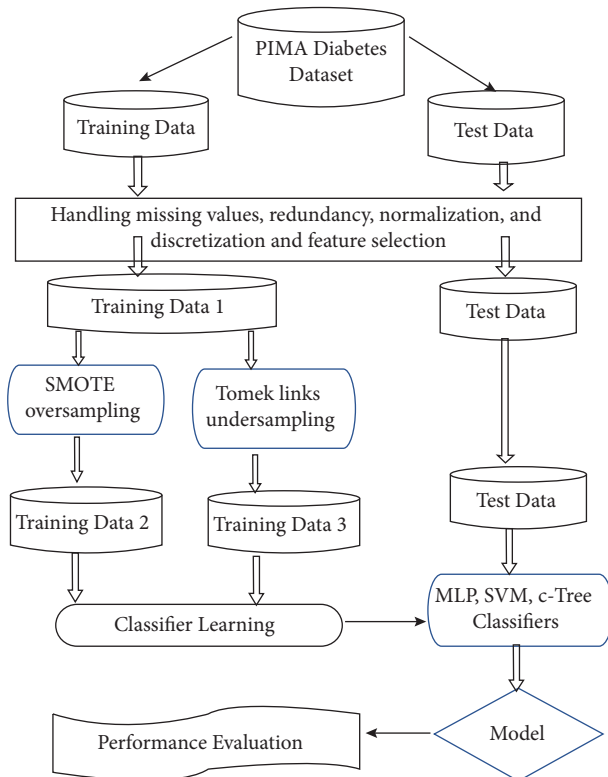 PIMA Diabetes
Dataset
Training Data
Test Data
Handling missing values, redundancy, normalization, and
discretization and feature selection
Training Data 1
Test Data
SMOTE
oversampling
Tomek links
undersampling
Training Data 2
Training Data 3
Test Data
Classifier Learning
MLP, SVM, c-Tree
Classifiers
Model
Performance Evaluation